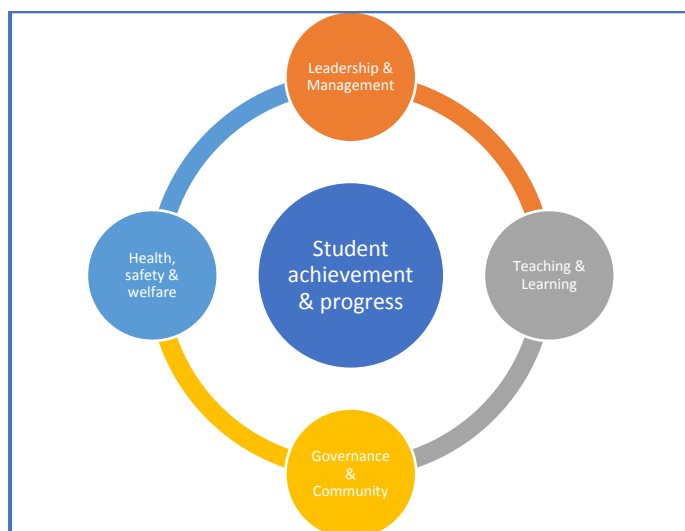 Leadership &
Management
Health,
safety &
welfare
Student
achievement
& progress
Teaching &
Learning
Governance
&
Community